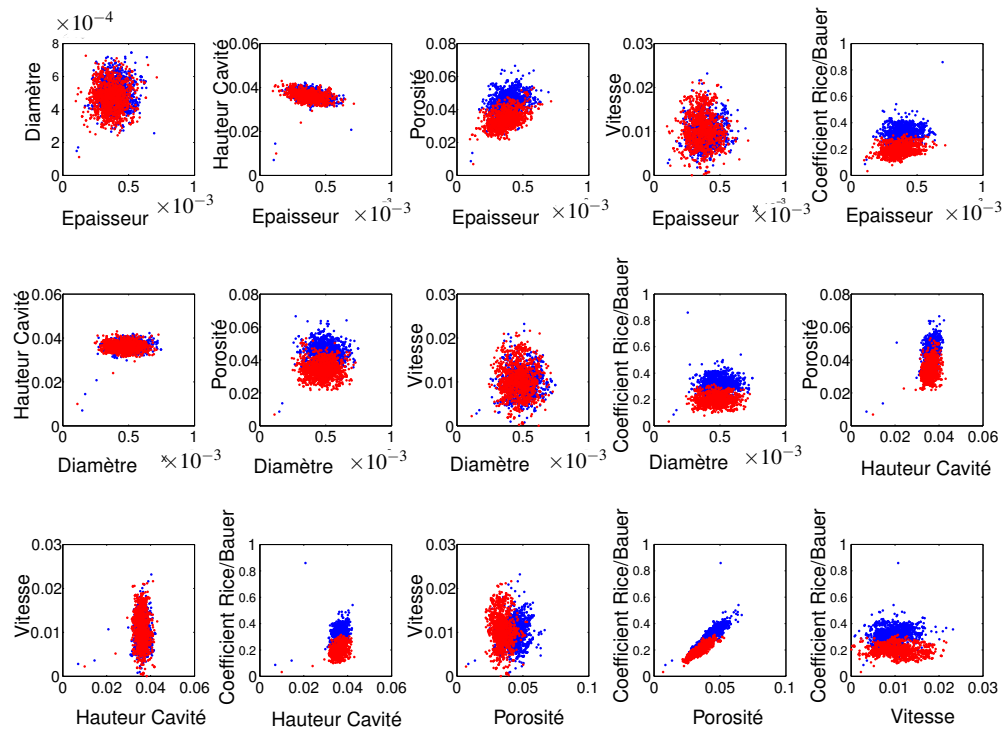 ×10−4
8
6
4
2
0
Diamètre
0 0.5 1
Epaisseur ×10−3
0.06
0.04
0.02
0
Hauteur Cavité
0 0.5 1
Epaisseur ×10−3
0.08
0.06
0.04
0.02
0
Porosité
0 0.5 1
Epaisseur ×10−3
0.03
0.02
0.01
0
Vitesse
0 0.5 1
Epaisseur x ×10−3
1
0.8
0.6
0.4
0.2
0
Coefficient Rice/Bauer
0 0.5 1
Epaisseur ×10−3
0.06
0.04
0.02
0
Hauteur Cavité
0 0.5 1
Diamètre x ×10−3
0.08
0.06
0.04
0.02
0
Porosité
0 0.5 1
Diamètre ×10−3
0.03
0.02
0.01
0
Vitesse
0 0.5 1
Diamètre ×10−3
1
0.8
0.6
0.4
0.2
0
Coefficient Rice/Bauer
0 0.5 1
Diamètre ×10−3
0.08
0.06
0.04
0.02
0
Porosité
0 0.02 0.04 0.06
Hauteur Cavité
0.03
0.02
0.01
0
Vitesse
0 0.02 0.04 0.06
Hauteur Cavité
1
0.8
0.6
0.4
0.2
0
Coefficient Rice/Bauer
0 0.02 0.04 0.06
Hauteur Cavité
0.03
0.02
0.01
0
Vitesse
0 0.05 0.1
Porosité
1
0.8
0.6
0.4
0.2
0
Coefficient Rice/Bauer
0 0.05 0.1
Porosité
1
0.8
0.6
0.4
0.2
0
Coefficient Rice/Bauer
0 0.01 0.02 0.03
Vitesse